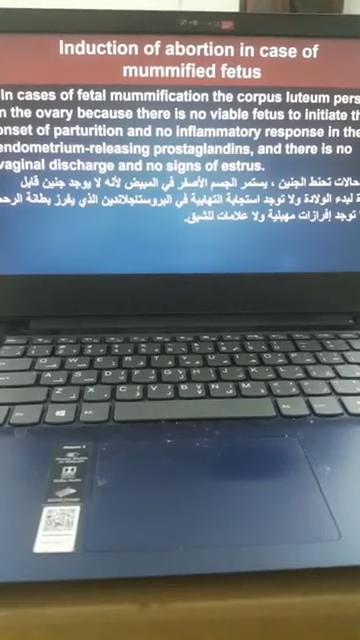 Induction of abortion in case of
mummified fetus
In cases of fetal mummification the corpus luteum
in the ovary because there is no viable fetus to initiate
onset of parturition and no inflammatory response in the
endometrium-releasing prostaglandins, and there is no
vaginal discharge and no signs of estrus.
حالات تحنط الجنين ، يستمر الجسم الأصفر في المبيض لأنه لا يوجد جنين قابل
لبدء الولادة ولا توجد استجابة التهابية في البروستاجلاندين الذي يفرز بطانة
توجد إفرازات مهبلية ولا علامات للشبق.